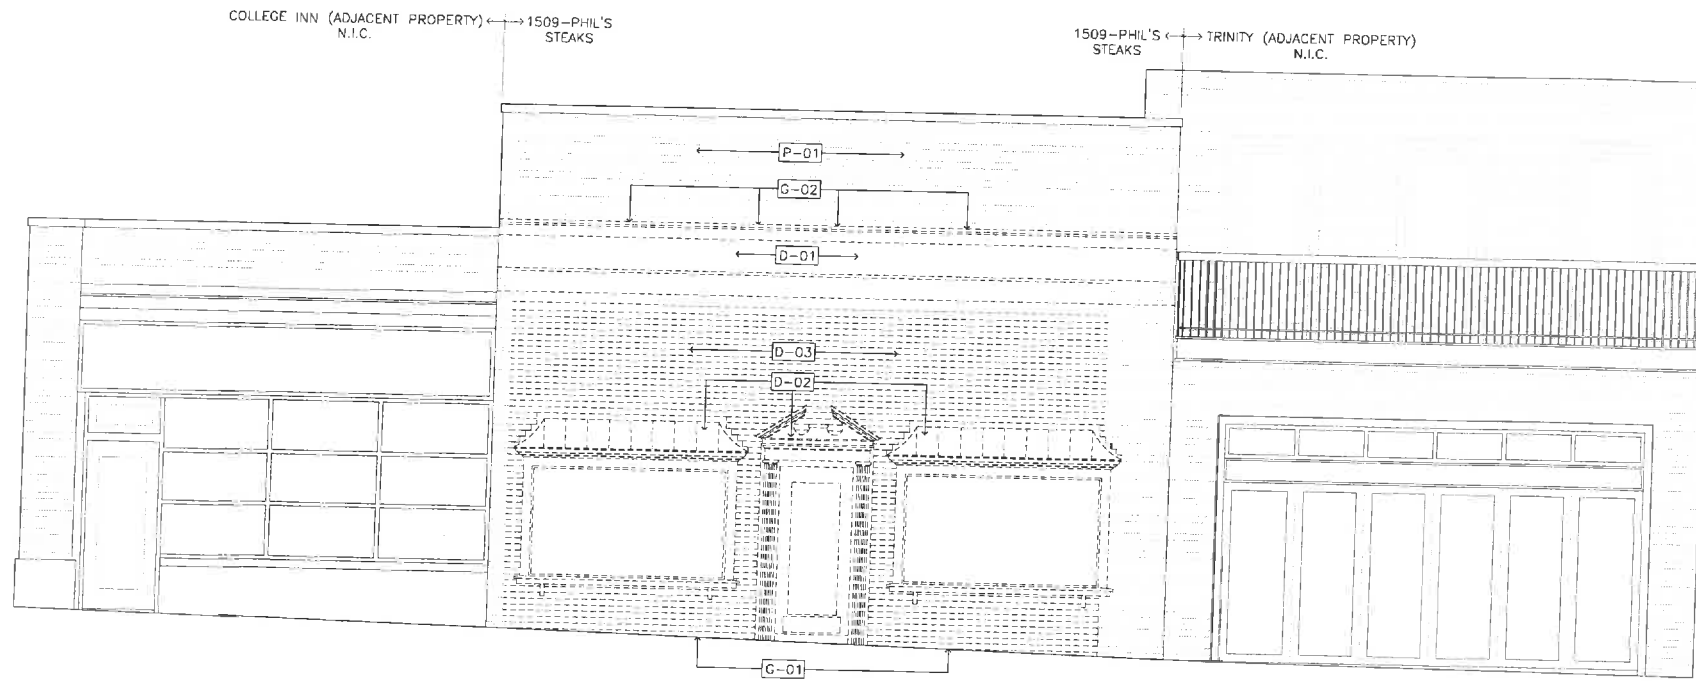 COLLEGE INN (ADJACENT PROPERTY)
N.I.C.
1509-PHIL'S
STEAKS
1509-PHIL'S
STEAKS
TRINITY (ADJACENT PROPERTY)
N.I.C.
P-01
G-02
D-01
D-03
D-02
G-01